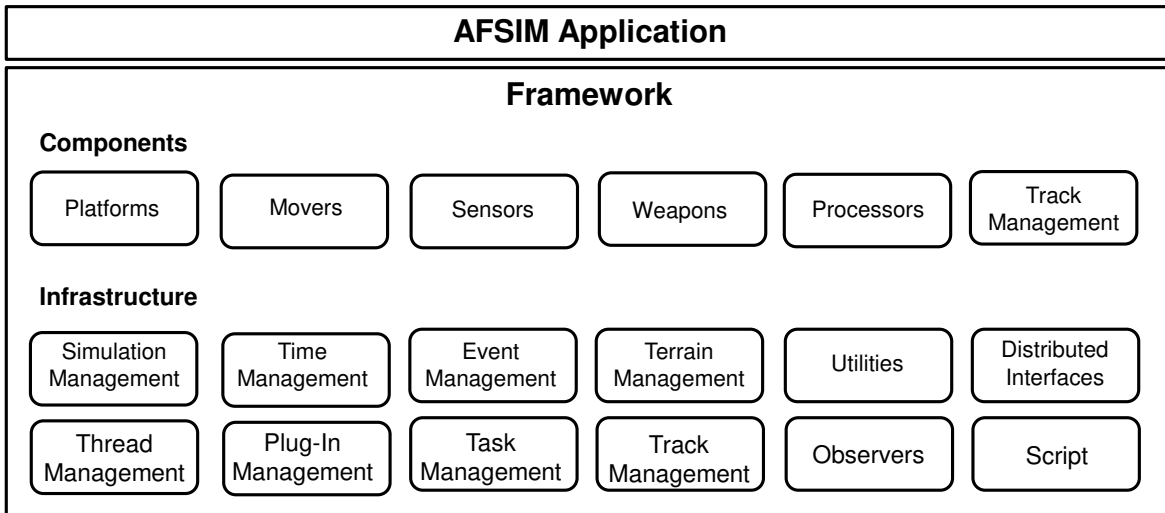 AFSIM Application
Framework
Components
Platforms
Movers
Sensors
Weapons
Processors
Track
Management
Infrastructure
Simulation
Management
Time
Management
Event
Management
Terrain
Management
Utilities
Distributed
Interfaces
Thread
Management
Plug-In
Management
Task
Management
Track
Management
Observers
Script